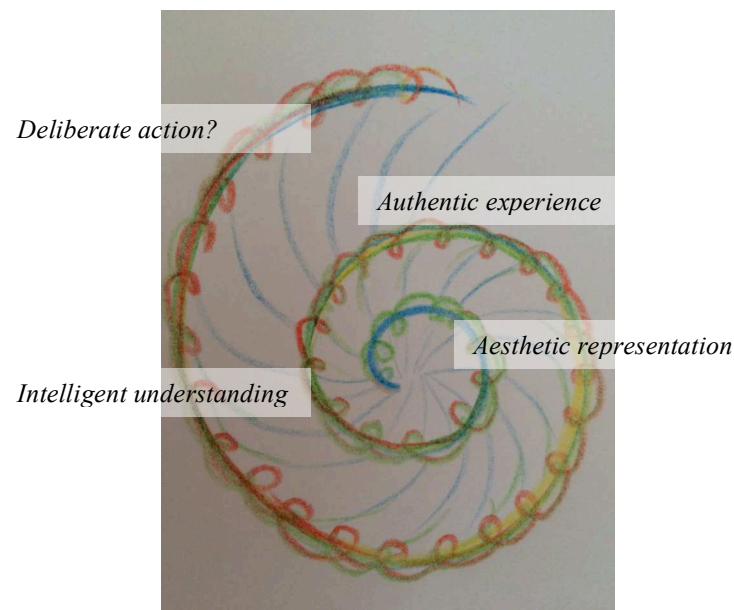 Deliberate action?
Authentic experience
Aesthetic representation
Intelligent understanding